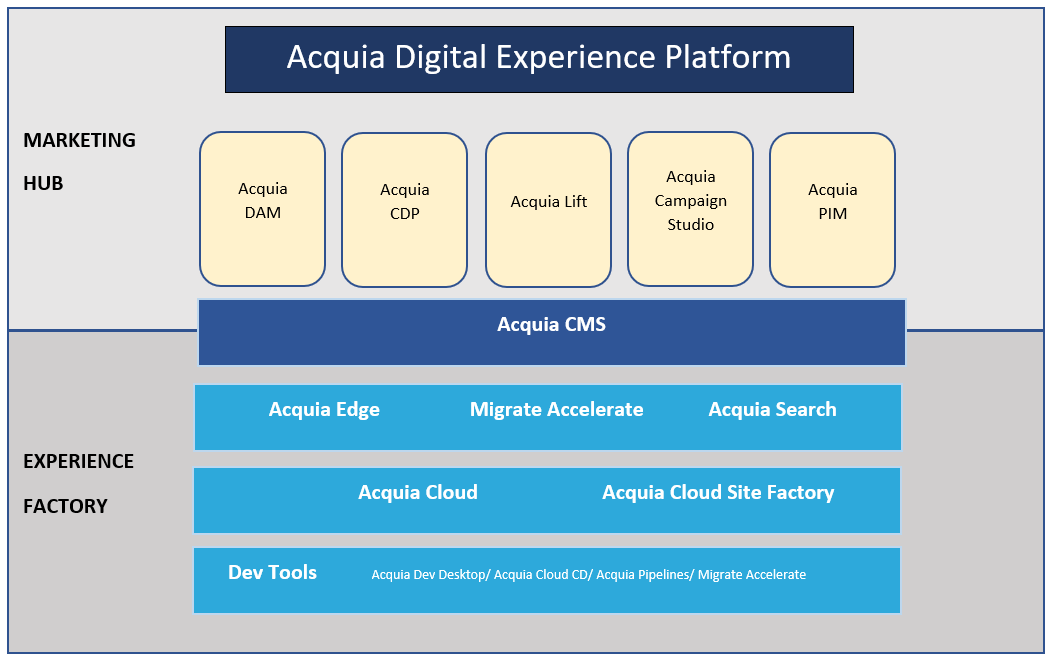 Acquia Digital Experience Platform
MARKETING
HUB
Acquia
DAM
Acquia
CDP
Acquia Lift
Acquia
Campaign
Studio
Acquia
PIM
Acquia CMS
Acquia Edge Migrate Accelerate Acquia Search
EXPERIENCE
FACTORY
Acquia Cloud Acquia Cloud Site Factory
Dev Tools Acquia Dev Desktop/ Acquia Cloud CD/ Acquia Pipelines/ Migrate Accelerate